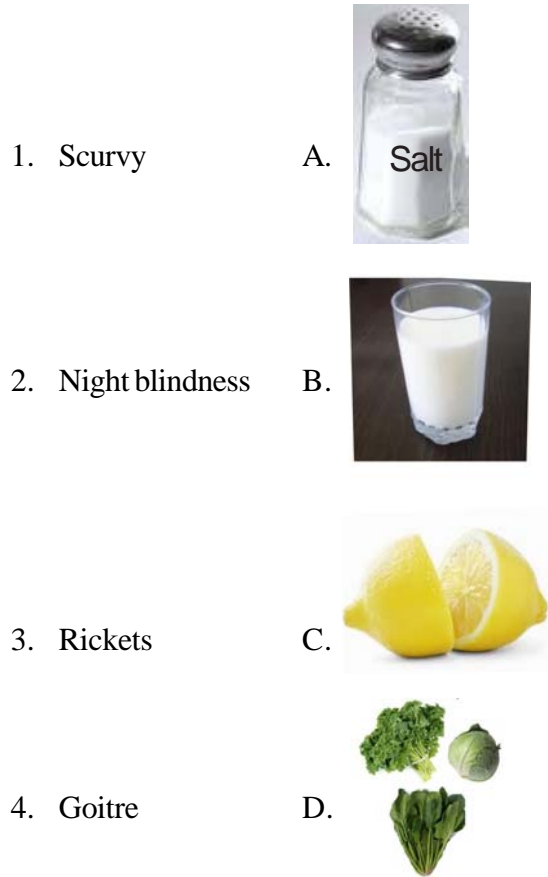 1. Scurvy A. Salt
2. Night blindness B.
3. Rickets C.
4. Goitre D.